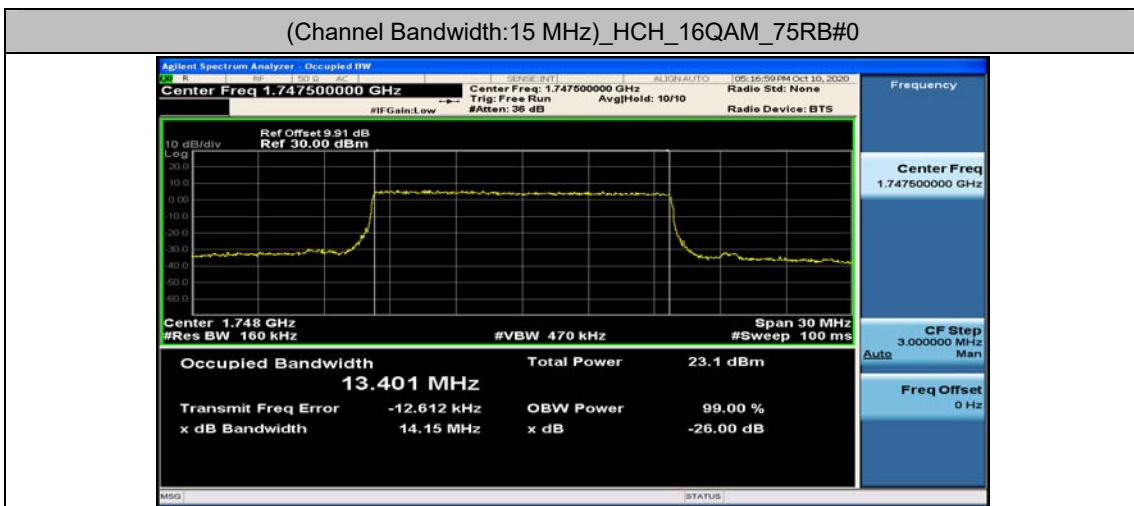 (Channel Bandwidth:15 MHz)_HCH_16QAM_75RB#0
Agilent Spectrum Analyzer - Occupied BW
R RF 50 Ω AC SENSE:INT ALIGN AUTO 05:16:59 PM Oct 10, 2020
Center Freq 1.747500000 GHz
Center Freq: 1.747500000 GHz
Radio Std: None
Trig: Free Run Avg|Hold: 10/10
#IFGain:Low
#Atten: 36 dB
Radio Device: BTS
Ref Offset 9.91 dB
10 dB/div Ref 30.00 dBm
Log
20.0
10.0
0.00
-10.0
-20.0
-30.0
-40.0
-50.0
-60.0
Center 1.748 GHz
Span 30 MHz
#Res BW 160 kHz
#VBW 470 kHz
#Sweep 100 ms
Occupied Bandwidth
Total Power 23.1 dBm
13.401 MHz
Transmit Freq Error -12.612 kHz
OBW Power 99.00 %
x dB Bandwidth 14.15 MHz
x dB -26.00 dB
MSG
STATUS
Frequency
Center Freq
1.747500000 GHz
CF Step
3.000000 MHz
Auto Man
Freq Offset
0 Hz